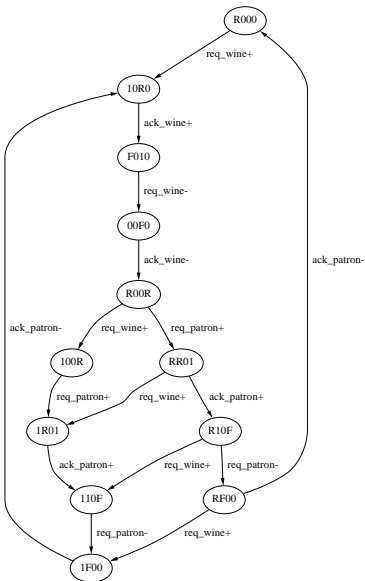 R000
req_wine+
10R0
ack_wine+
F010
req_wine-
00F0
ack_wine-
ack_patron-
R00R
req_wine+ req_patron+
ack_patron-
100R RR01
req_patron+ req_wine+ ack_patron+
1R01 R10F
ack_patron+ req_wine+ req_patron-
110F RF00
req_patron- req_wine+
1F00